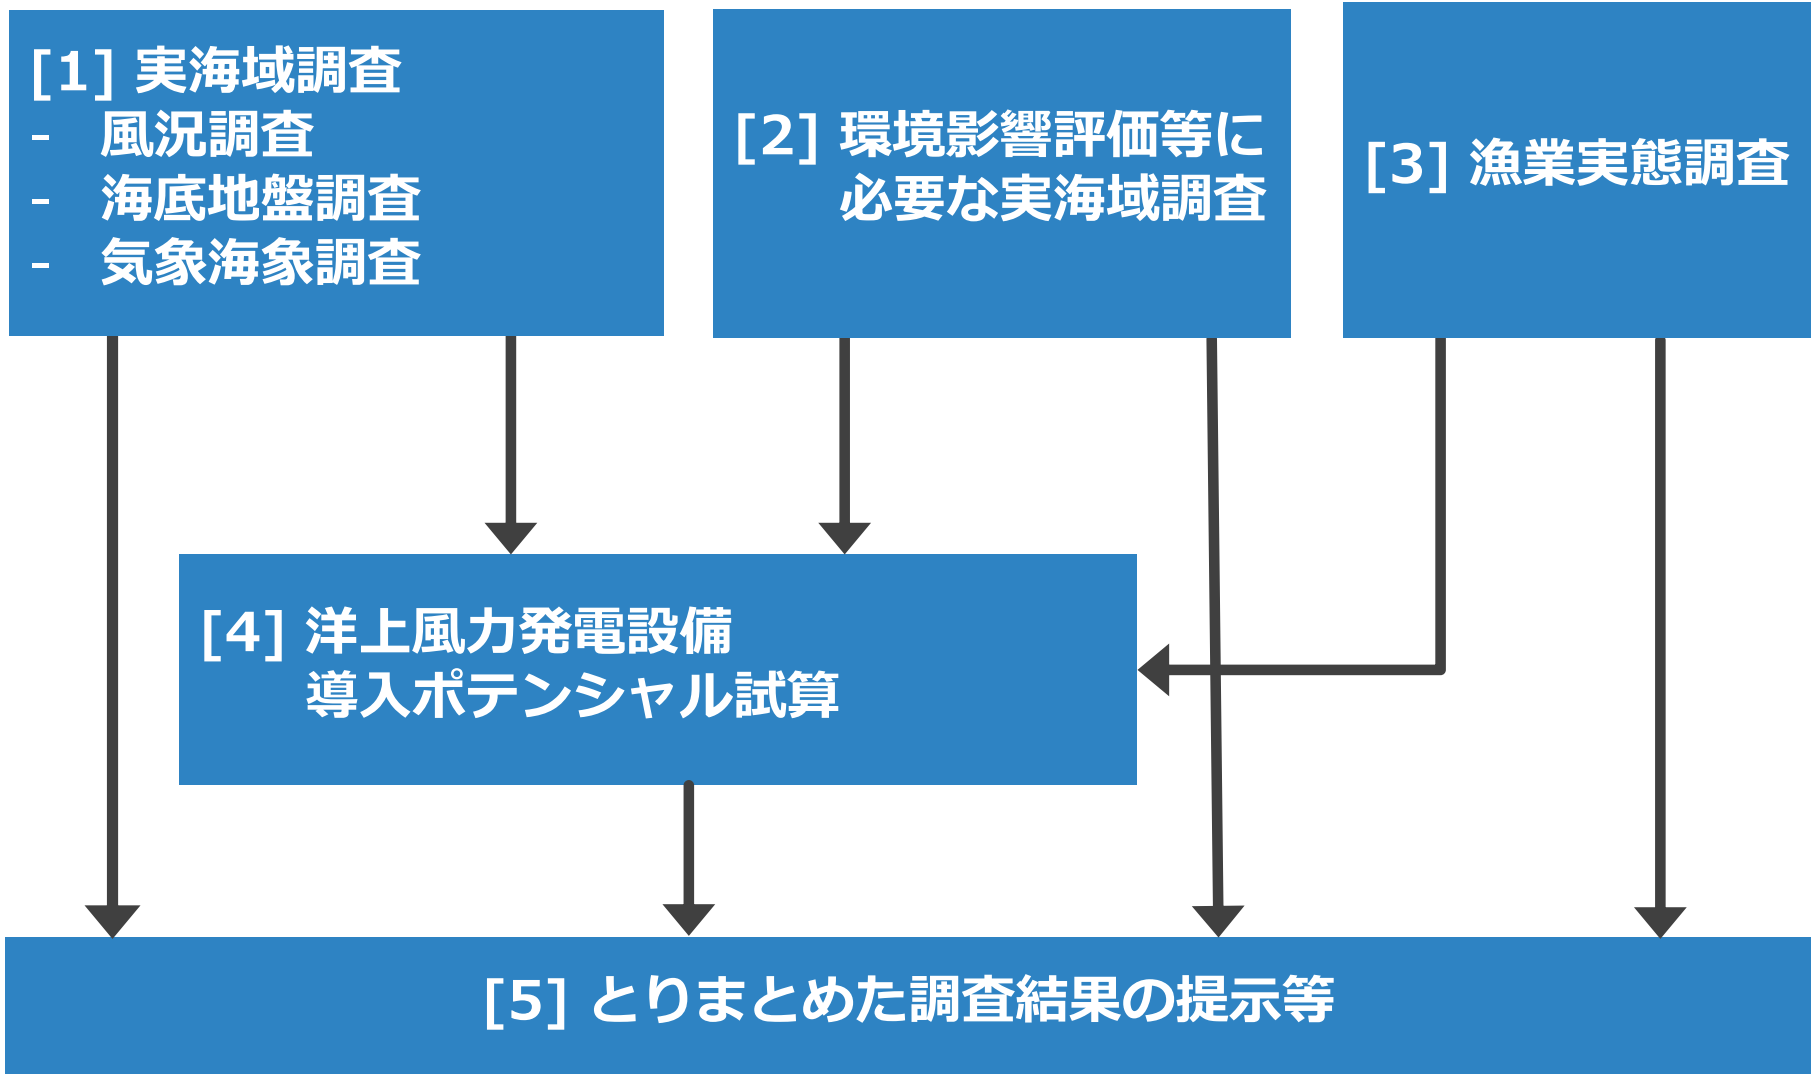 [1] 実海域調査
- 風況調査
- 海底地盤調査
- 気象海象調査
[2] 環境影響評価等に
必要な実海域調査
[3] 漁業実態調査
[4] 洋上風力発電設備
導入ポテンシャル試算
[5] とりまとめた調査結果の提示等